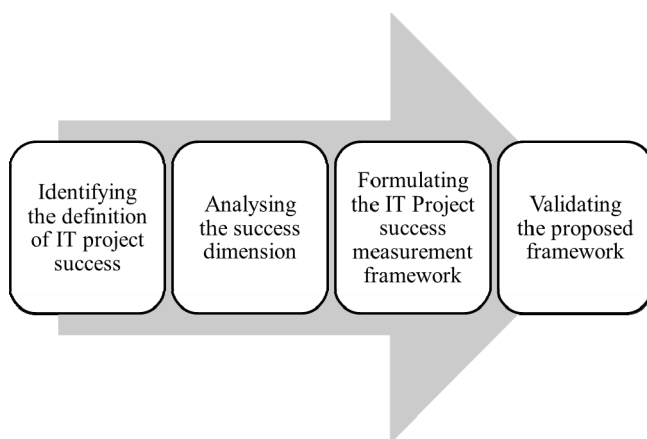 Identifying
the definition
of IT project
success
Analysing
the success
dimension
Formulating
the IT Project
success
measurement
framework
Validating
the proposed
framework